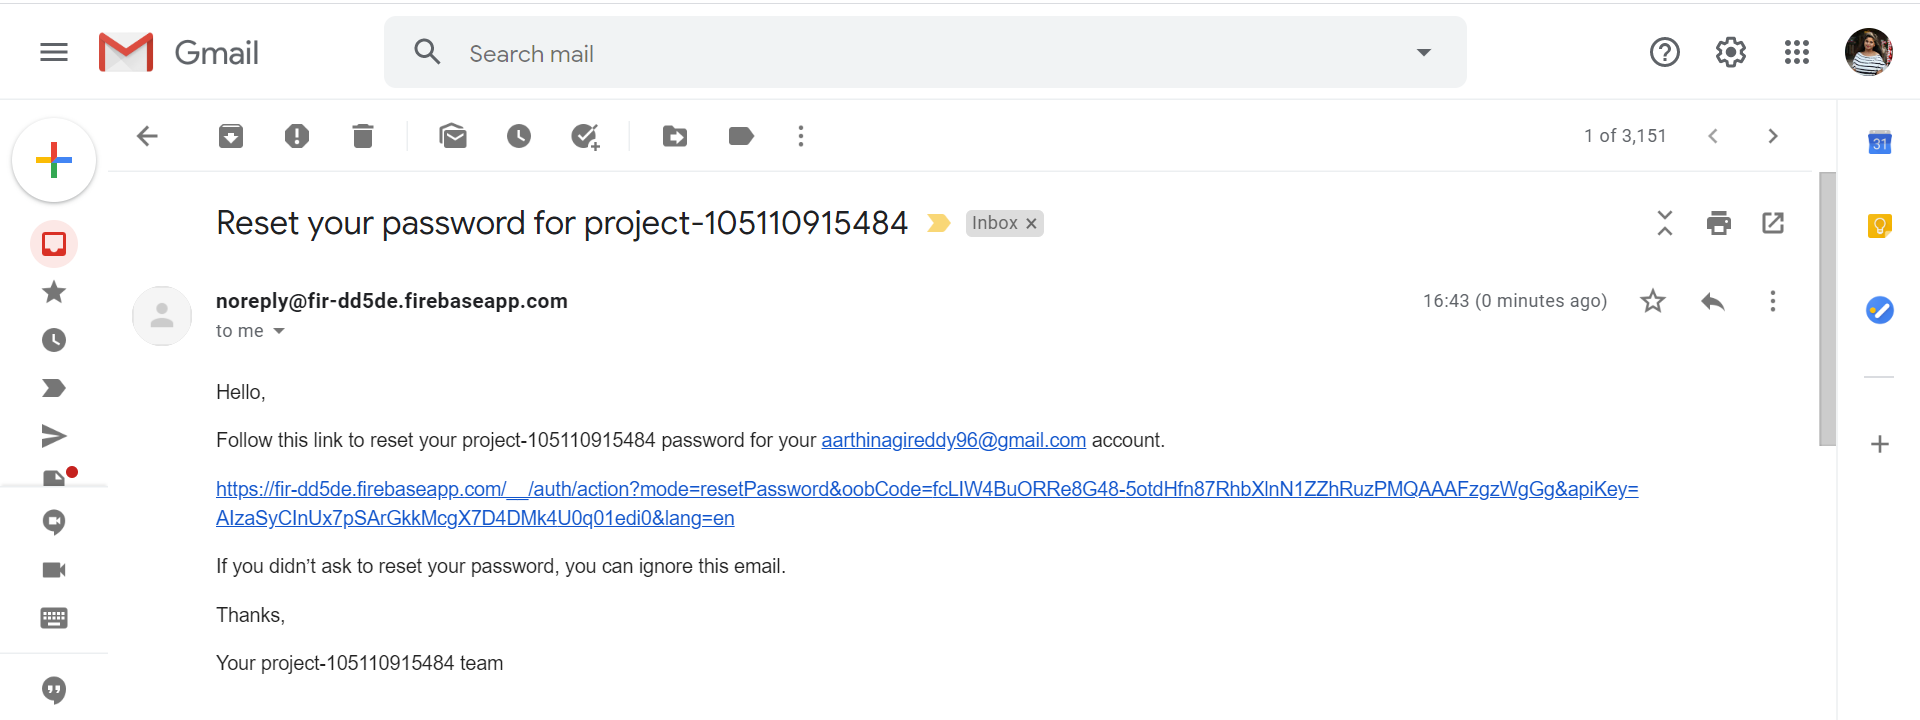 Gmail
Search mail
1 of 3,151
31
Reset your password for project-105110915484
Inbox ×
noreply@fir-dd5de.firebaseapp.com
16:43 (0 minutes ago)
to me
Hello,
Follow this link to reset your project-105110915484 password for your aarthinagireddy96@gmail.com account.
https://fir-dd5de.firebaseapp.com/__/auth/action?mode=resetPassword&oobCode=fcLIW4BuORRe8G48-5otdHfn87RhbXlnN1ZZhRuzPMQAAAFzgzWgGg&apiKey=
AIzaSyCInUx7pSArGkkMcgX7D4DMk4U0q01edi0&lang=en
If you didn’t ask to reset your password, you can ignore this email.
Thanks,
Your project-105110915484 team